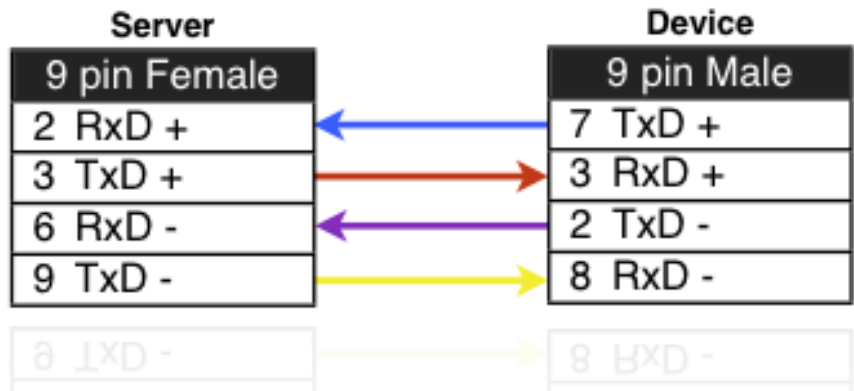 Server
Device
9 pin Female
9 pin Male
2 RxD +
7 TxD +
3 TxD +
3 RxD +
6 RxD -
2 TxD -
9 TxD -
8 RxD -